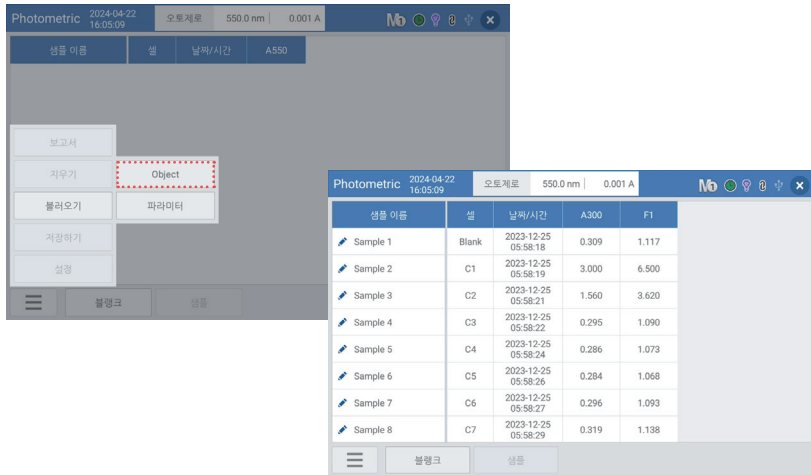 Photometric 2024-04-22 16:05:09 오토제로 550.0 nm 0.001 A
샘플 이름 셀 날짜/시간 A550
보고서
지우기 Object
불러오기 파라미터
저장하기
설정
블랭크 샘플
Photometric 2024-04-22 16:05:09 오토제로 550.0 nm 0.001 A
샘플 이름 셀 날짜/시간 A300 F1
Sample 1 Blank 2023-12-25 05:58:18 0.309 1.117
Sample 2 C1 2023-12-25 05:58:19 3.000 6.500
Sample 3 C2 2023-12-25 05:58:21 1.560 3.620
Sample 4 C3 2023-12-25 05:58:22 0.295 1.090
Sample 5 C4 2023-12-25 05:58:24 0.286 1.073
Sample 6 C5 2023-12-25 05:58:26 0.284 1.068
Sample 7 C6 2023-12-25 05:58:27 0.296 1.093
Sample 8 C7 2023-12-25 05:58:29 0.319 1.138
블랭크 샘플